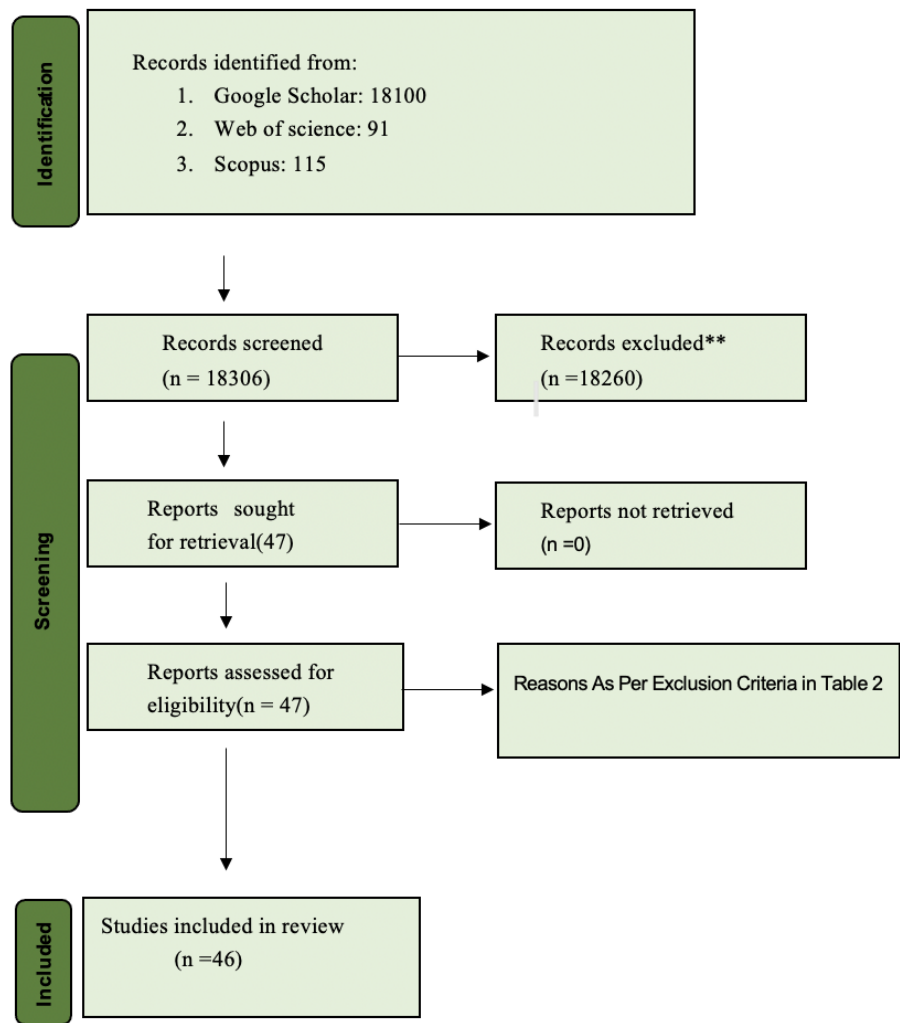 Identification
Records identified from:
1. Google Scholar: 18100
2. Web of science: 91
3. Scopus: 115
Screening
Records screened
(n = 18306)
Records excluded**
(n =18260)
Reports sought
for retrieval(47)
Reports not retrieved
(n =0)
Reports assessed for
eligibility(n = 47)
Reasons As Per Exclusion Criteria in Table 2
Included
Studies included in review
(n =46)